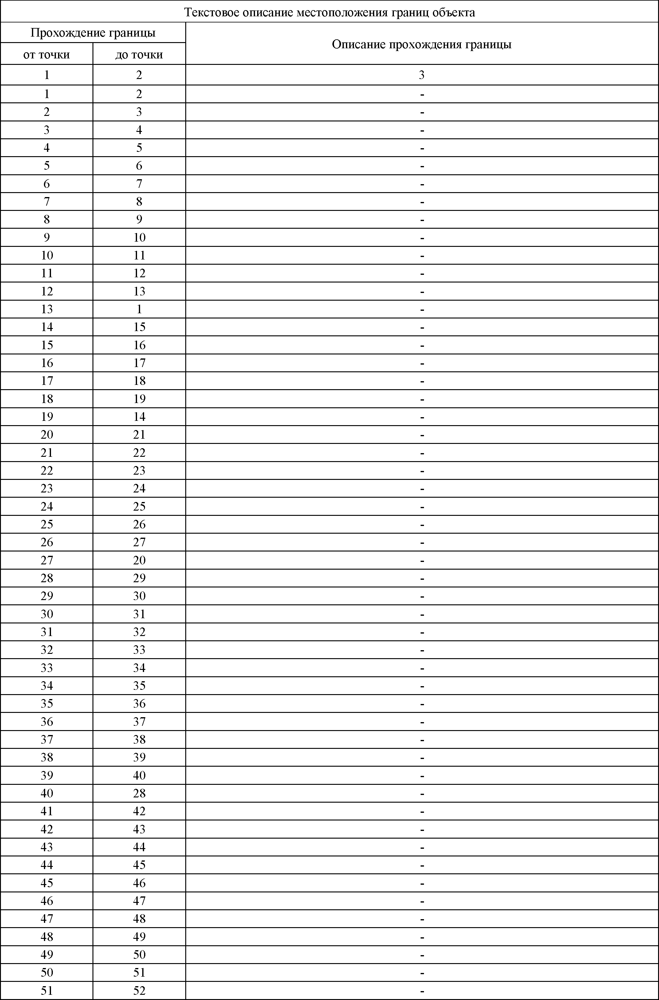 Текстовое описание местоположения границ объекта
Прохождение границы
Описание прохождения границы
от точки до точки
1 2 3
1 2 -
2 3 -
3 4 -
4 5 -
5 6 -
6 7 -
7 8 -
8 9 -
9 10 -
10 11 -
11 12 -
12 13 -
13 1 -
14 15 -
15 16 -
16 17 -
17 18 -
18 19 -
19 14 -
20 21 -
21 22 -
22 23 -
23 24 -
24 25 -
25 26 -
26 27 -
27 20 -
28 29 -
29 30 -
30 31 -
31 32 -
32 33 -
33 34 -
34 35 -
35 36 -
36 37 -
37 38 -
38 39 -
39 40 -
40 28 -
41 42 -
42 43 -
43 44 -
44 45 -
45 46 -
46 47 -
47 48 -
48 49 -
49 50 -
50 51 -
51 52 -